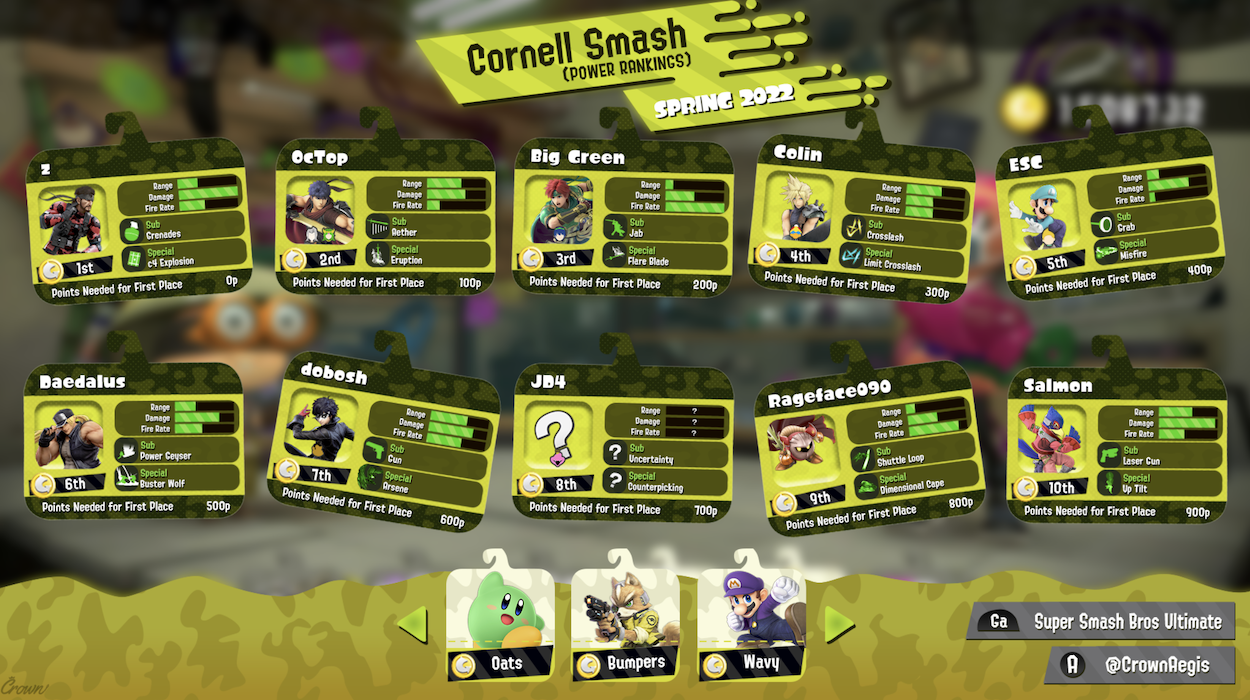 Cornell Smash
(POWER RANKINGS)
SPRING 2022
2
Range
Damage
Fire Rate
Sub
Grenades
Special
c4 Explosion
1st
Points Needed for First Place 0p
OcTop
Range
Damage
Fire Rate
Sub
Aether
Special
Eruption
2nd
Points Needed for First Place 100p
Big Green
Range
Damage
Fire Rate
Sub
Jab
Special
Flare Blade
3rd
Points Needed for First Place 200p
Colin
Range
Damage
Fire Rate
Sub
Crosslash
Special
Limit Crosslash
4th
Points Needed for First Place 300p
ESC
Range
Damage
Fire Rate
Sub
Grab
Special
Misfire
5th
Points Needed for First Place 400p
Daedalus
Range
Damage
Fire Rate
Sub
Power Geyser
Special
Buster Wolf
6th
Points Needed for First Place 500p
dobosh
Range
Damage
Fire Rate
Sub
Gun
Special
Arsene
7th
Points Needed for First Place 600p
JD4
Range ?
Damage ?
Fire Rate ?
? Sub
Uncertainty
? Special
Counterpicking
8th
Points Needed for First Place 700p
Rageface090
Range
Damage
Fire Rate
Sub
Shuttle Loop
Special
Dimensional Cape
9th
Points Needed for First Place 800p
Salmon
Range
Damage
Fire Rate
Sub
Laser Gun
Special
Up Tilt
10th
Points Needed for First Place 900p
Oats
Bumpers
Wavy
Ga Super Smash Bros Ultimate
A @CrownAegis
Crown